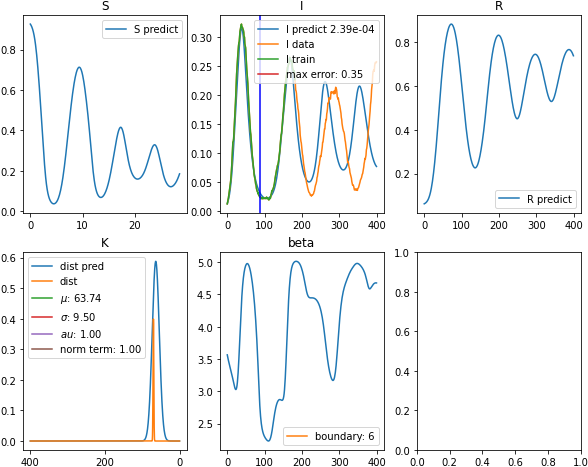 S
I
R
S predict
I predict 2.39e-04
I data
I train
max error: 0.35
R predict
0.8
0.6
0.4
0.2
0.0
0 10 20
0.30
0.25
0.20
0.15
0.10
0.05
0.00
0 100 200 300 400
0.8
0.6
0.4
0.2
0 100 200 300 400
K
beta
dist pred
dist
μ: 63.74
σ: 9.50
au: 1.00
norm term: 1.00
boundary: 6
0.6
0.5
0.4
0.3
0.2
0.1
0.0
400 200 0
5.0
4.5
4.0
3.5
3.0
2.5
0 100 200 300 400
1.0
0.8
0.6
0.4
0.2
0.0
0.0 0.2 0.4 0.6 0.8 1.0